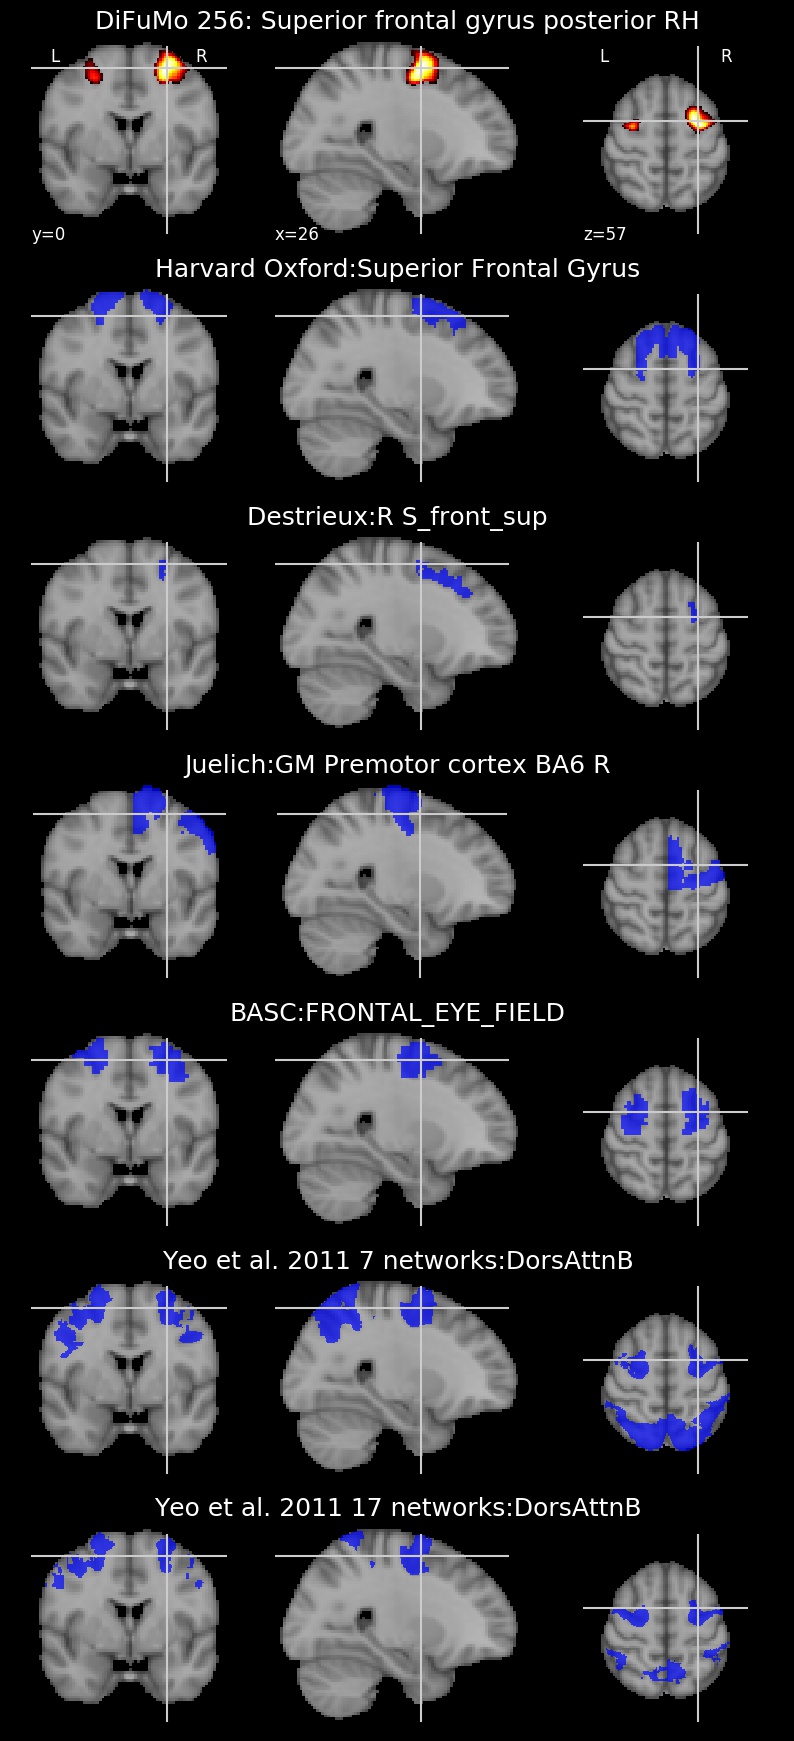 DiFuMo 256: Superior frontal gyrus posterior RH
L R L R
y=0 x=26 z=57
Harvard Oxford:Superior Frontal Gyrus
Destrieux:R S_front_sup
Juelich:GM Premotor cortex BA6 R
BASC:FRONTAL_EYE_FIELD
Yeo et al. 2011 7 networks:DorsAttnB
Yeo et al. 2011 17 networks:DorsAttnB